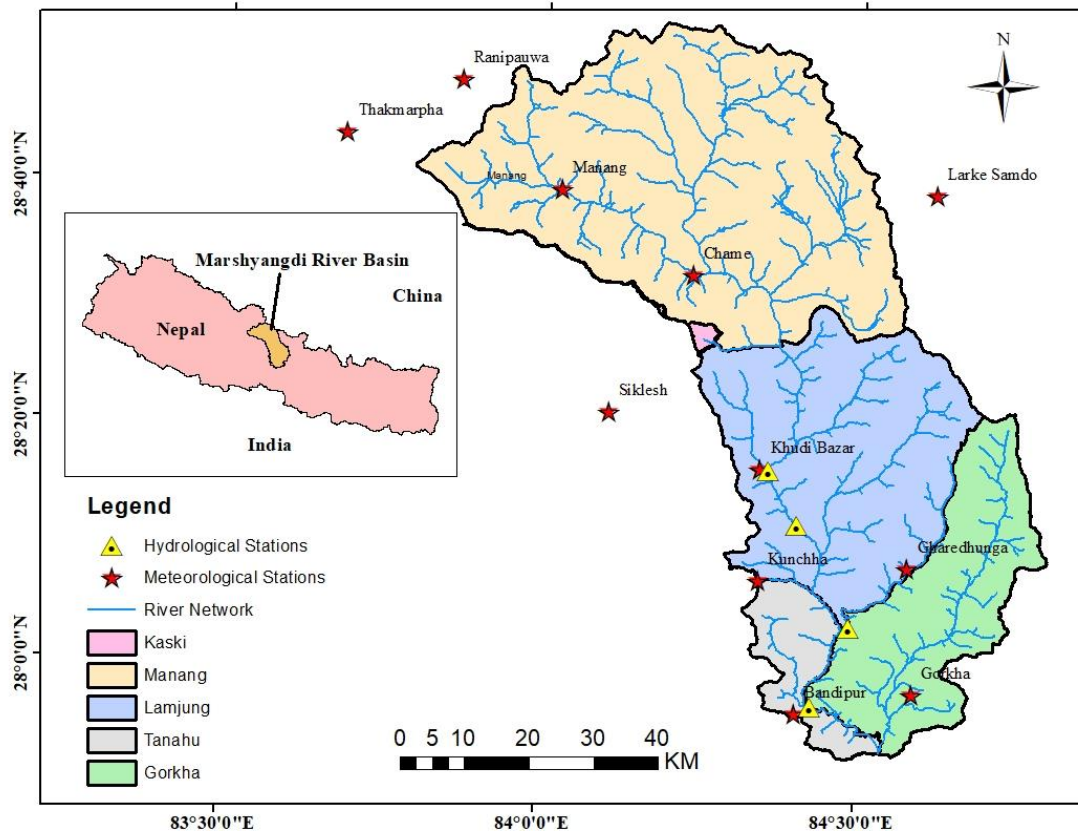 Ranipauwa
N
Thakmarpha
28°40'0"N
Manang
Manang
Larke Samdo
Marshyangdi River Basin
China
Chame
Nepal
28°20'0"N
Siklesh
India
Khudi Bazar
Legend
Hydrological Stations
Meteorological Stations
River Network
Kaski
Manang
Lamjung
Tanahu
Gorkha
Kunchha
Gharedhunga
28°0'0"N
Gorkha
Bandipur
0 5 10 20 30 40
KM
83°30'0"E 84°0'0"E 84°30'0"E